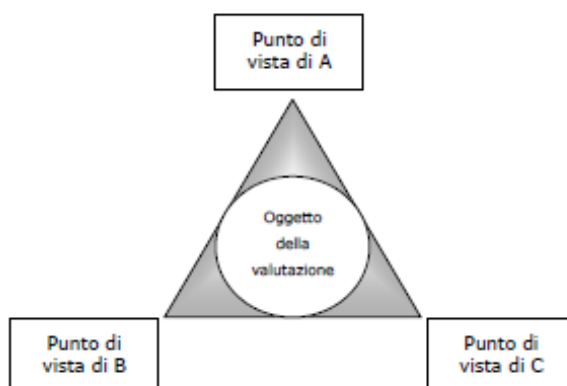 Punto di
vista di A
Oggetto
della
valutazione
Punto di
vista di B
Punto di
vista di C